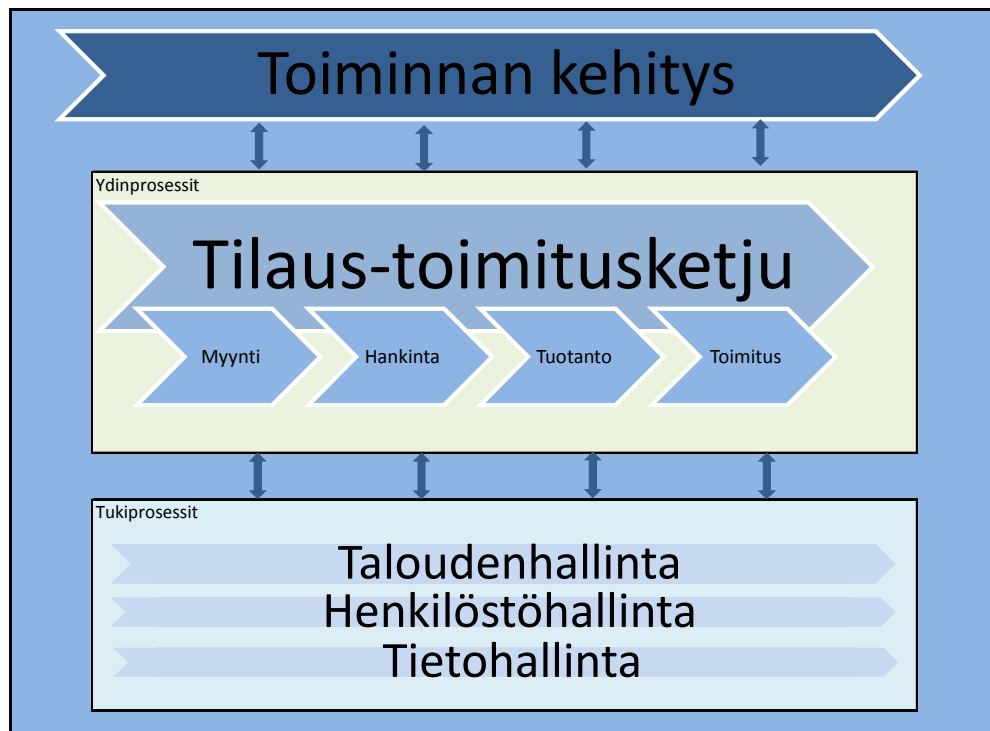 Toiminnan kehitys
Ydinprosessit
Tilaus-toimitusketju
Myynti
Hankinta
Tuotanto
Toimitus
Tukiprosessit
Taloudenhallinta
Henkilöstöhallinta
Tietohallinta